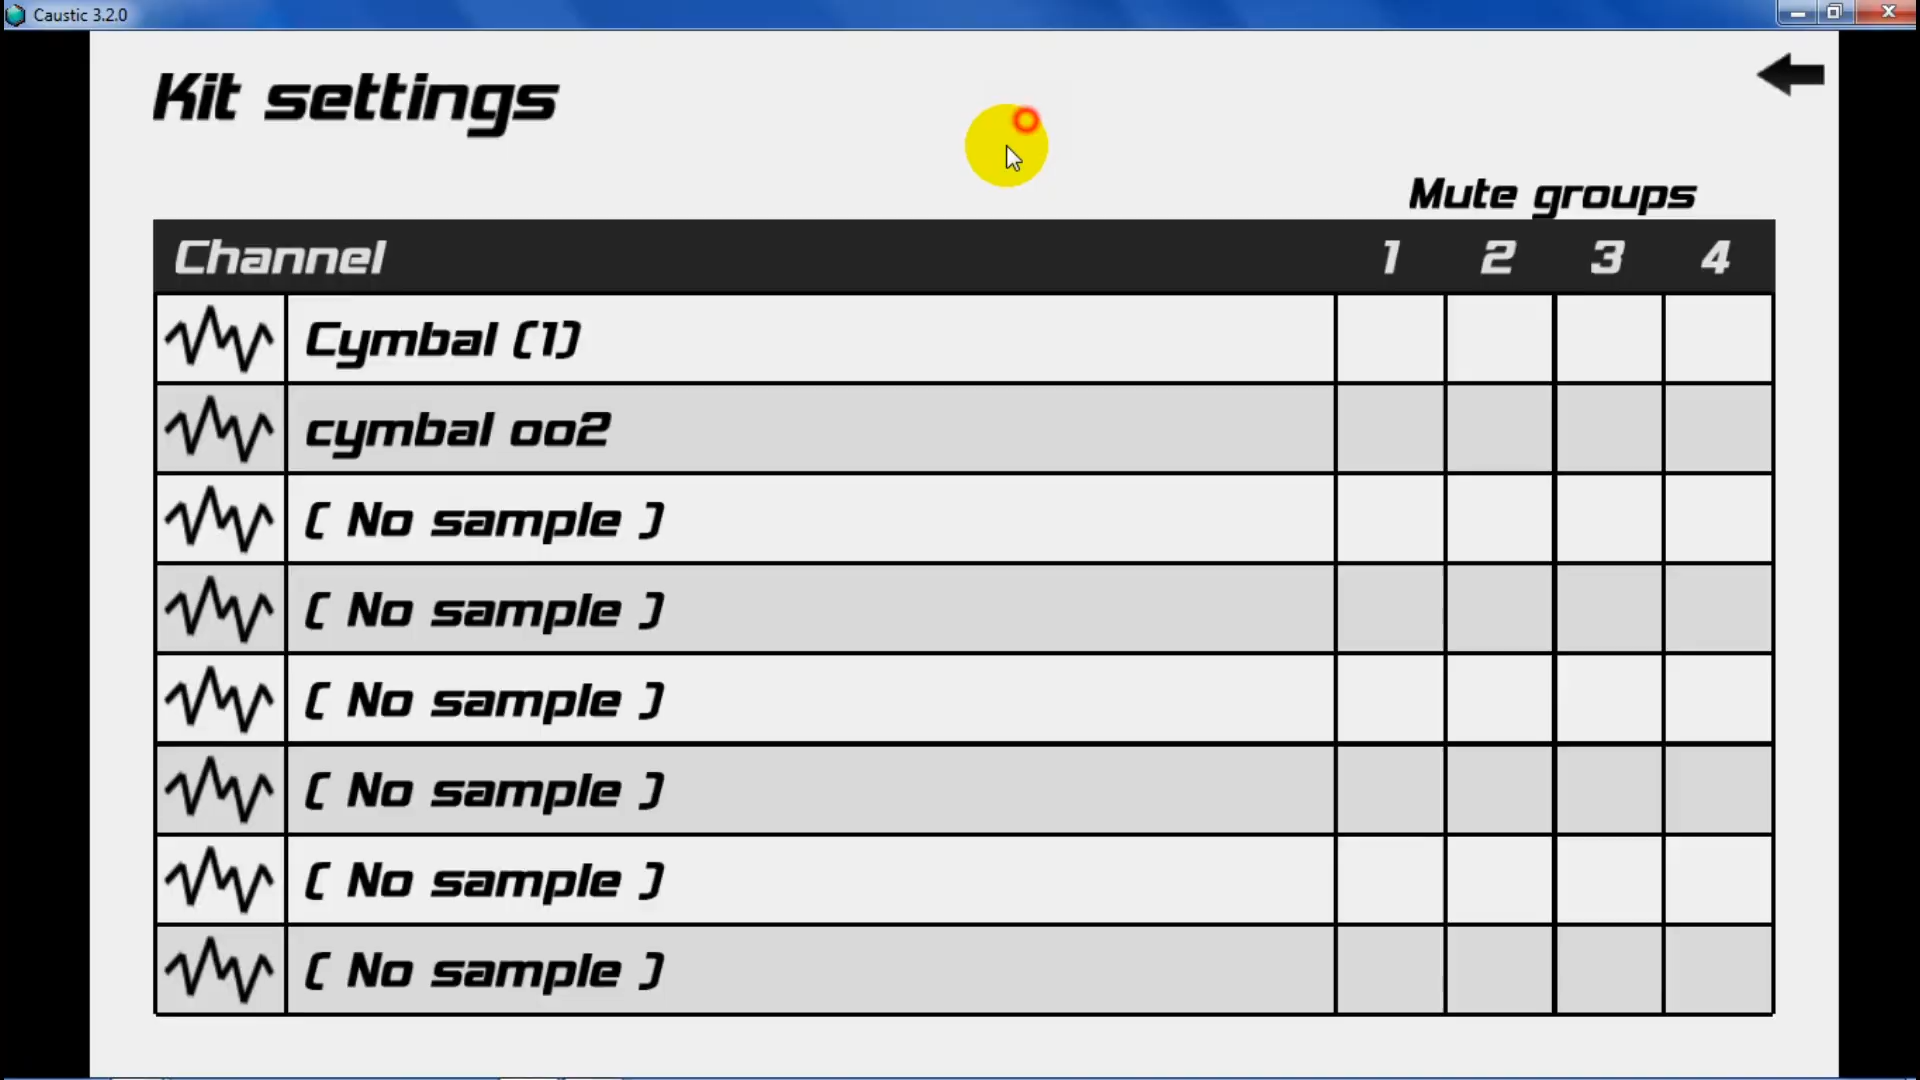 Caustic 3.2.0
Kit settings
Mute groups
Channel 1 2 3 4
Cymbal (1)
cymbal oo2
( No sample )
( No sample )
( No sample )
( No sample )
( No sample )
( No sample )